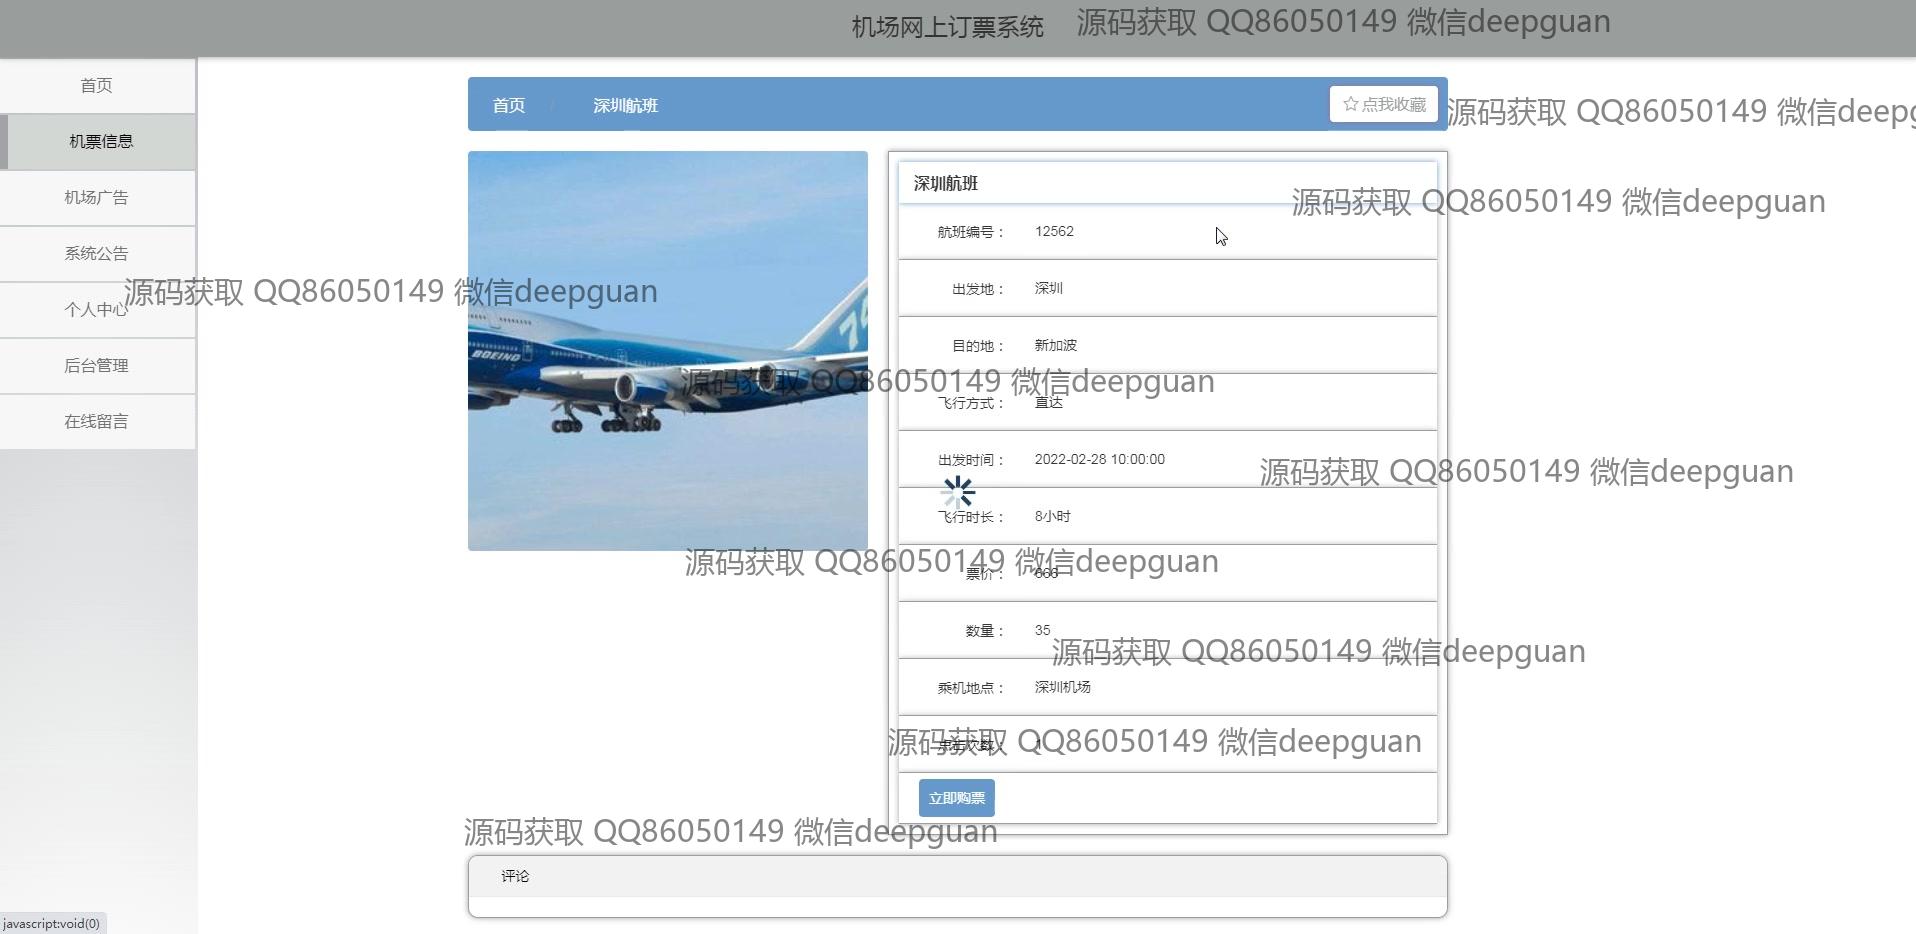 机场网上订票系统
源码获取 QQ86050149 微信deepguan
首页
机票信息
机场广告
系统公告
个人中心
后台管理
在线留言
首页 / 深圳航班
☆点我收藏
源码获取 QQ86050149 微信deepg
深圳航班
源码获取 QQ86050149 微信deepguan
航班编号： 12562
出发地： 深圳
源码获取 QQ86050149 微信deepguan
BOEING
74
目的地： 新加波
源码获取 QQ86050149 微信deepguan
飞行方式： 直达
出发时间： 2022-02-28 10:00:00
源码获取 QQ86050149 微信deepguan
飞行时长： 8小时
源码获取 QQ86050149 微信deepguan
票价：
数量： 35
源码获取 QQ86050149 微信deepguan
乘机地点： 深圳机场
源码获取 QQ86050149 微信deepguan
点击次数： 1
立即购票
源码获取 QQ86050149 微信deepguan
评论
javascript:void(0)